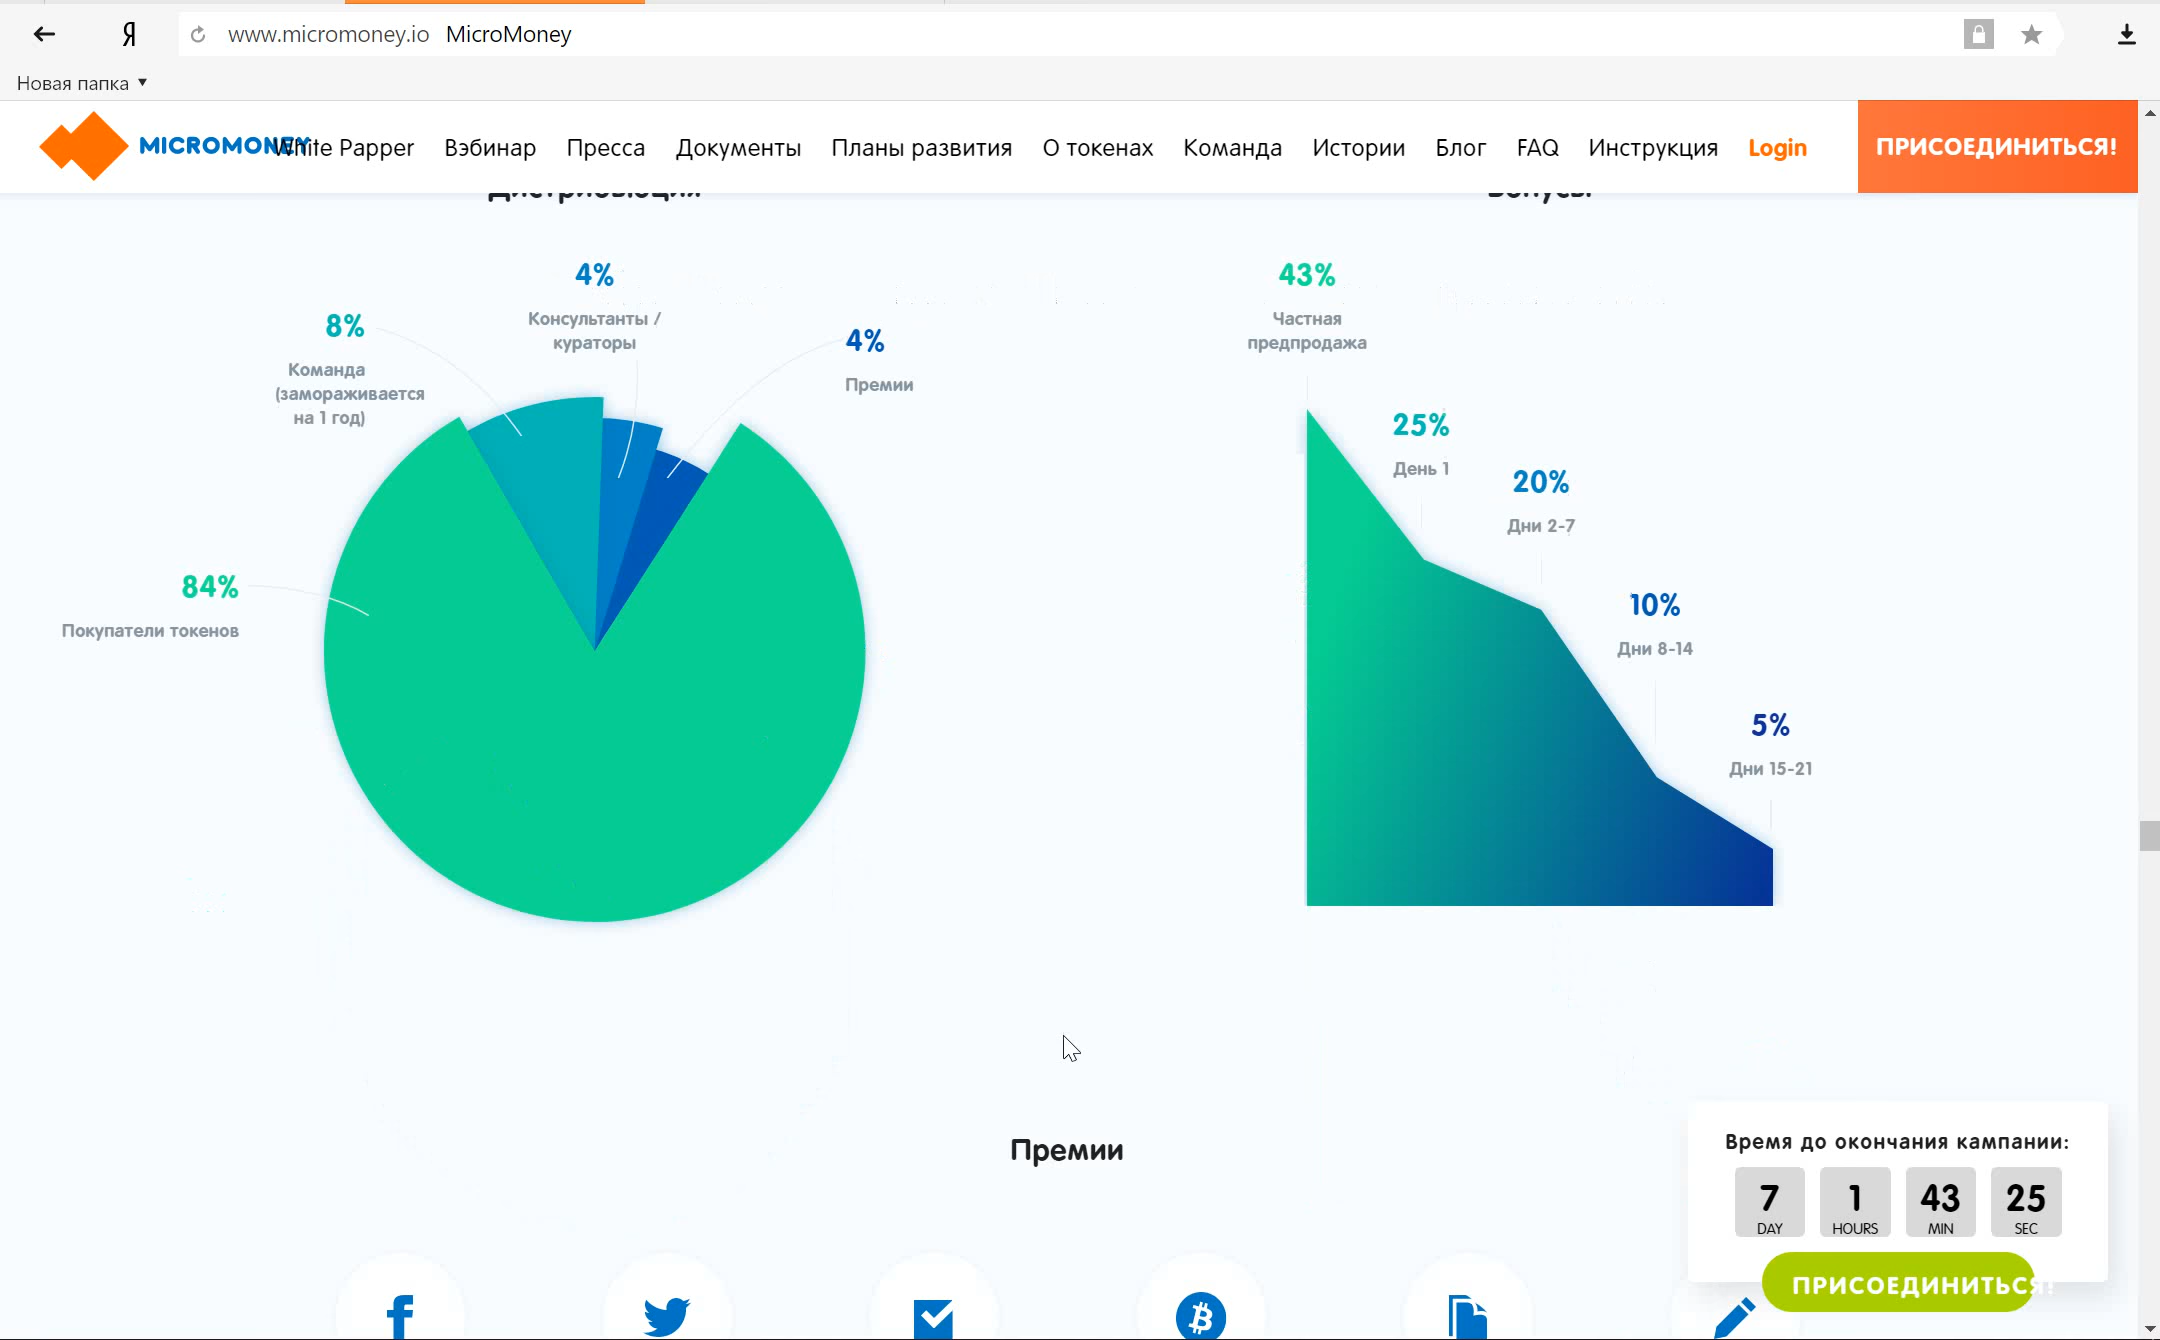 www.micromoney.io MicroMoney
Новая папка
MICROMONEY
White Papper Вэбинар Пресса Документы Планы развития О токенах Команда Истории Блог FAQ Инструкция Login
ПРИСОЕДИНИТЬСЯ!
Дистрибьюция
Бонусы
4%
Консультанты /
кураторы
8%
Команда
(замораживается
на 1 год)
4%
Премии
84%
Покупатели токенов
43%
Частная
предпродажа
25%
День 1
20%
Дни 2-7
10%
Дни 8-14
5%
Дни 15-21
Премии
Время до окончания кампании:
7 1 43 25
DAY HOURS MIN SEC
ПРИСОЕДИНИТЬСЯ!